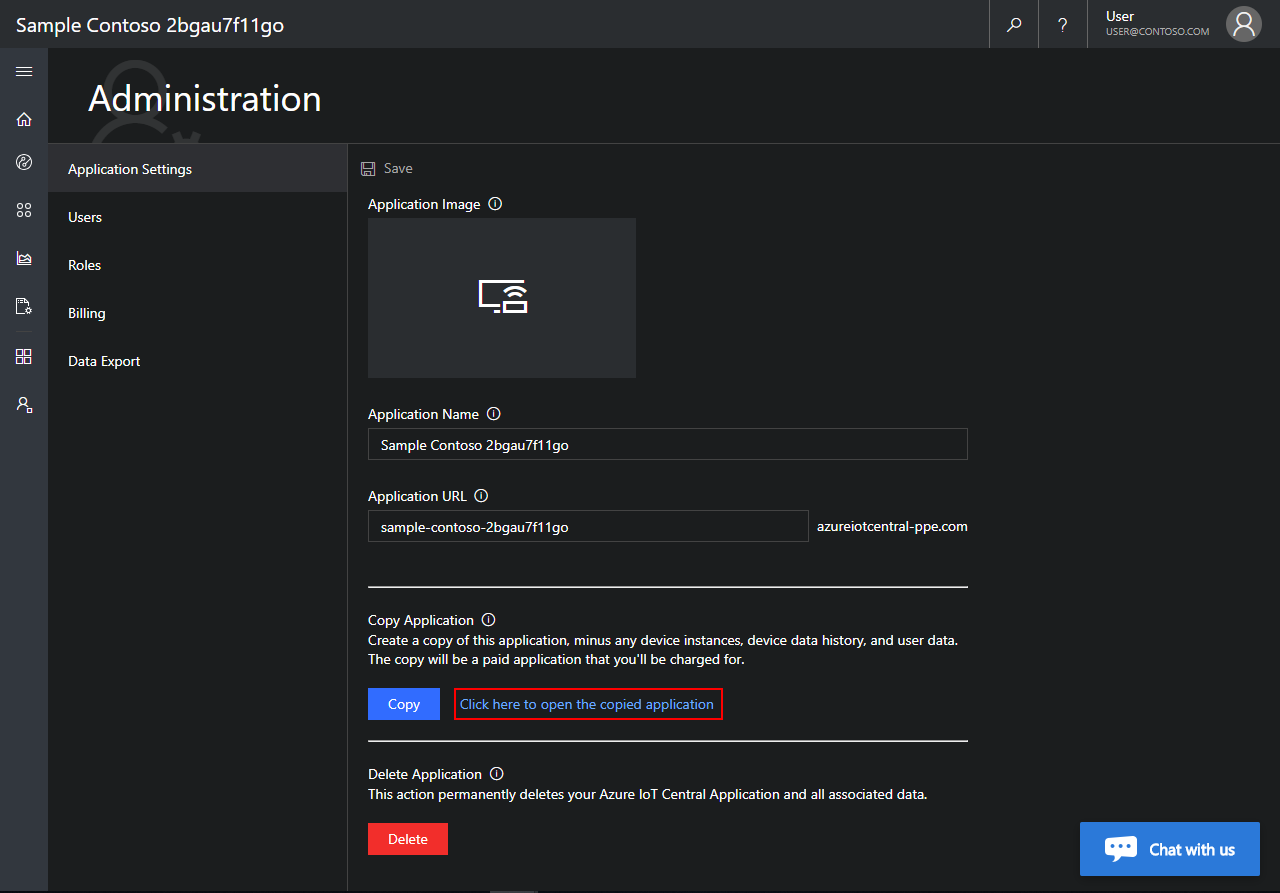 Sample Contoso 2bgau7f11go
?
User
USER@CONTOSO.COM
Administration
Application Settings
Users
Roles
Billing
Data Export
Save
Application Image
Application Name
Sample Contoso 2bgau7f11go
Application URL
sample-contoso-2bgau7f11go
azureiotcentral-ppe.com
Copy Application
Create a copy of this application, minus any device instances, device data history, and user data.
The copy will be a paid application that you'll be charged for.
Copy
Click here to open the copied application
Delete Application
This action permanently deletes your Azure IoT Central Application and all associated data.
Delete
Chat with us